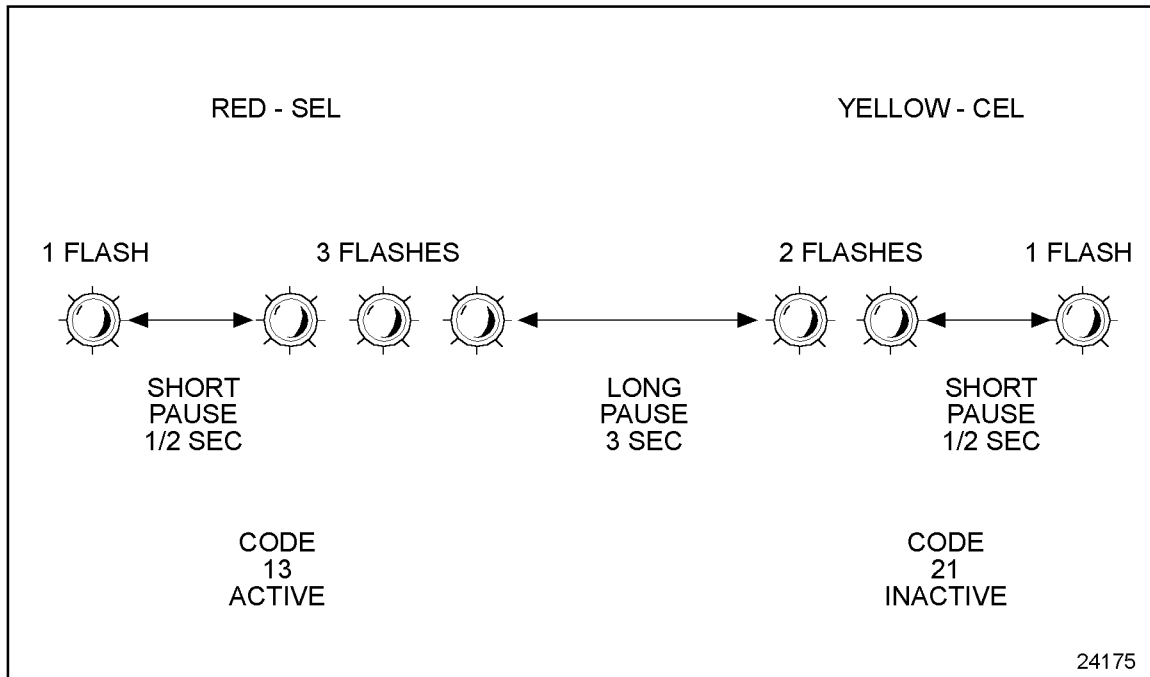 RED - SEL
YELLOW - CEL
1 FLASH
3 FLASHES
2 FLASHES
1 FLASH
SHORT
PAUSE
1/2 SEC
LONG
PAUSE
3 SEC
SHORT
PAUSE
1/2 SEC
CODE
13
ACTIVE
CODE
21
INACTIVE
24175